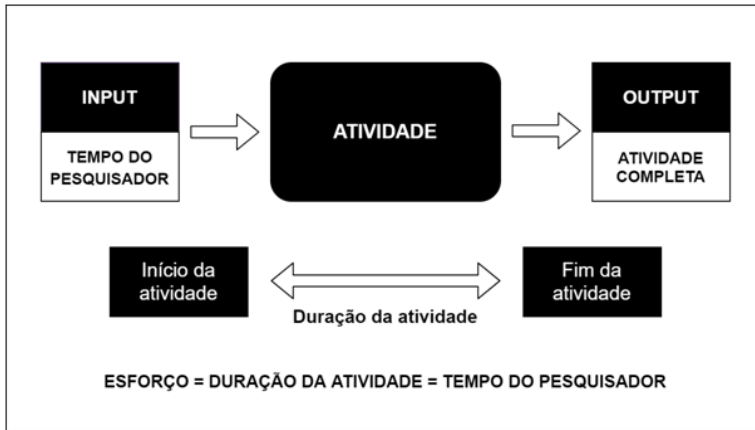 INPUT
TEMPO DO
PESQUISADOR
ATIVIDADE
OUTPUT
ATIVIDADE
COMPLETA
Início da
atividade
Duração da atividade
Fim da
atividade
ESFORÇO = DURAÇÃO DA ATIVIDADE = TEMPO DO PESQUISADOR